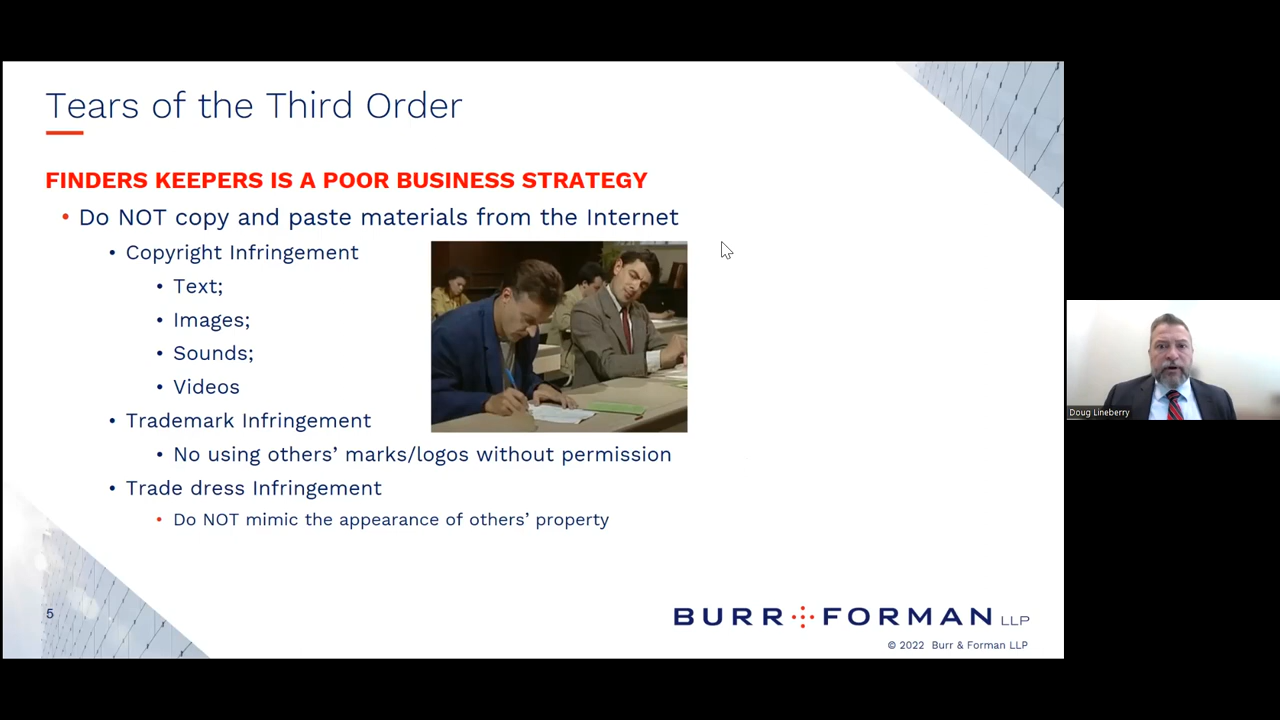 Tears of the Third Order
FINDERS KEEPERS IS A POOR BUSINESS STRATEGY
• Do NOT copy and paste materials from the Internet
• Copyright Infringement
• Text;
• Images;
• Sounds;
• Videos
• Trademark Infringement
• No using others’ marks/logos without permission
• Trade dress Infringement
• Do NOT mimic the appearance of others’ property
5
BURR FORMAN LLP
© 2022 Burr & Forman LLP
Doug Lineberry